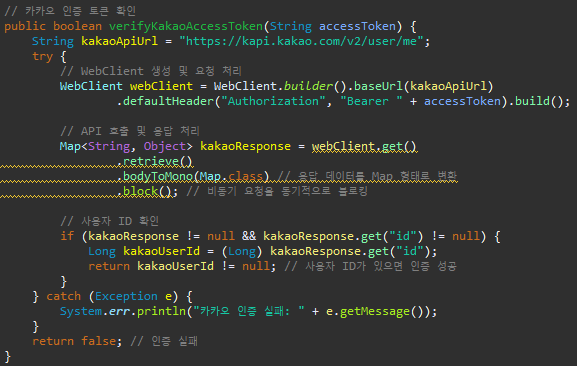 // 카카오 인증 토큰 확인
public boolean verifyKakaoAccessToken(String accessToken) {
    String kakaoApiUrl = "https://kapi.kakao.com/v2/user/me";
    try {
        // WebClient 생성 및 요청 처리
        WebClient webClient = WebClient.builder().baseUrl(kakaoApiUrl)
                .defaultHeader("Authorization", "Bearer " + accessToken).build();

        // API 호출 및 응답 처리
        Map<String, Object> kakaoResponse = webClient.get()
                .retrieve()
                .bodyToMono(Map.class) // 응답 데이터를 Map 형태로 변환
                .block(); // 비동기 요청을 동기적으로 블로킹

        // 사용자 ID 확인
        if (kakaoResponse != null && kakaoResponse.get("id") != null) {
            Long kakaoUserId = (Long) kakaoResponse.get("id");
            return kakaoUserId != null; // 사용자 ID가 있으면 인증 성공
        }
    } catch (Exception e) {
        System.err.println("카카오 인증 실패: " + e.getMessage());
    }
    return false; // 인증 실패
}